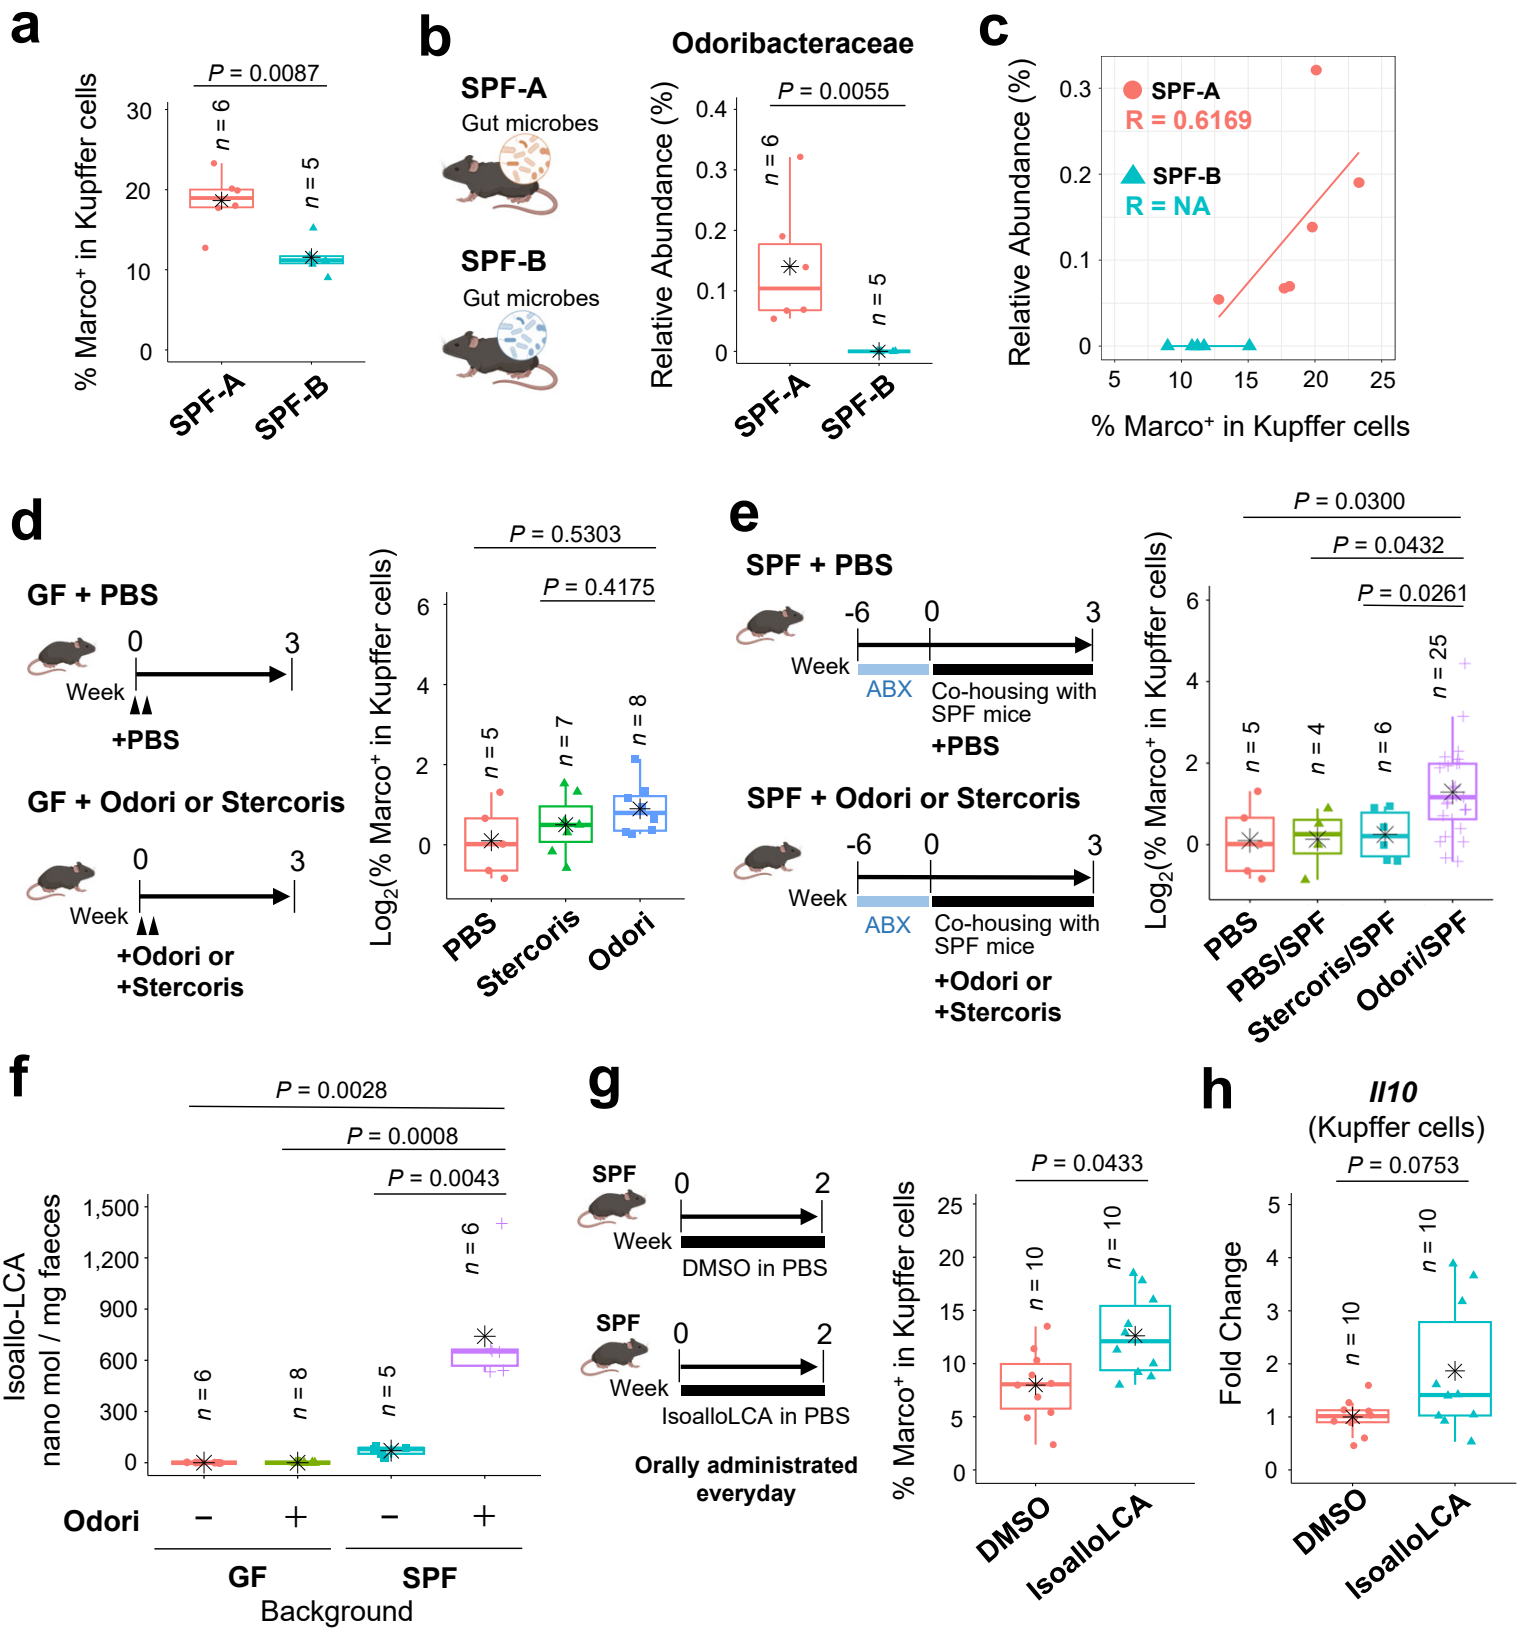 a
% Marco⁺ in Kupffer cells
P = 0.0087
30
20
10
0
n = 6
n = 5
SPF-A
SPF-B
b
SPF-A
Gut microbes
SPF-B
Gut microbes
Odoribacteraceae
P = 0.0055
Relative Abundance (%)
0.4
0.3
0.2
0.1
0
n = 6
n = 5
SPF-A
SPF-B
c
Relative Abundance (%)
0.3
0.2
0.1
0
SPF-A
R = 0.6169
SPF-B
R = NA
5
10
15
20
25
% Marco⁺ in Kupffer cells
d
GF + PBS
0
3
Week
+PBS
GF + Odori or Stercoris
0
3
Week
+Odori or
+Stercoris
P = 0.5303
P = 0.4175
Log₂(% Marco⁺ in Kupffer cells)
6
4
2
0
n = 5
n = 7
n = 8
PBS
Stercoris
Odori
e
SPF + PBS
-6
0
3
Week
ABX
Co-housing with
SPF mice
+PBS
SPF + Odori or Stercoris
-6
0
3
Week
ABX
Co-housing with
SPF mice
+Odori or
+Stercoris
P = 0.0300
P = 0.0432
P = 0.0261
Log₂(% Marco⁺ in Kupffer cells)
6
4
2
0
n = 5
n = 4
n = 6
n = 25
PBS
PBS/SPF
Stercoris/SPF
Odori/SPF
f
P = 0.0028
P = 0.0008
P = 0.0043
Isoallo-LCA
nano mol / mg faeces
1,500
1,200
900
600
300
0
n = 6
n = 8
n = 5
n = 6
Odori
− + − +
GF
SPF
Background
g
SPF
0
2
Week
DMSO in PBS
SPF
0
2
Week
IsoalloLCA in PBS
Orally administrated
everyday
P = 0.0433
% Marco⁺ in Kupffer cells
25
20
15
10
5
0
n = 10
n = 10
DMSO
IsoalloLCA
h
Il10
(Kupffer cells)
P = 0.0753
Fold Change
5
4
3
2
1
0
n = 10
n = 10
DMSO
IsoalloLCA